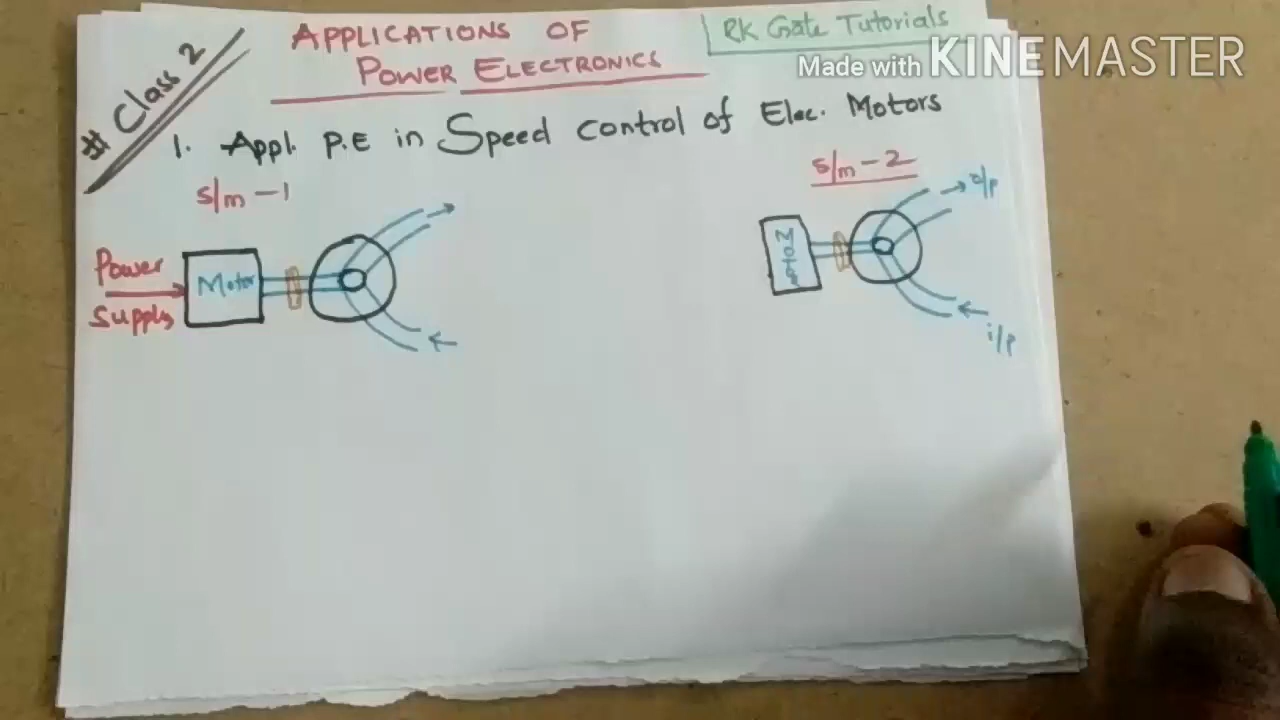 # Class 2
APPLICATIONS OF
POWER ELECTRONICS
RK Gate Tutorials
Made with KINEMASTER
1. Appl. P.E in Speed Control of Elec. Motors
s/m - 1
s/m - 2
Power
Supply
Motor
Motor
o/p
i/p